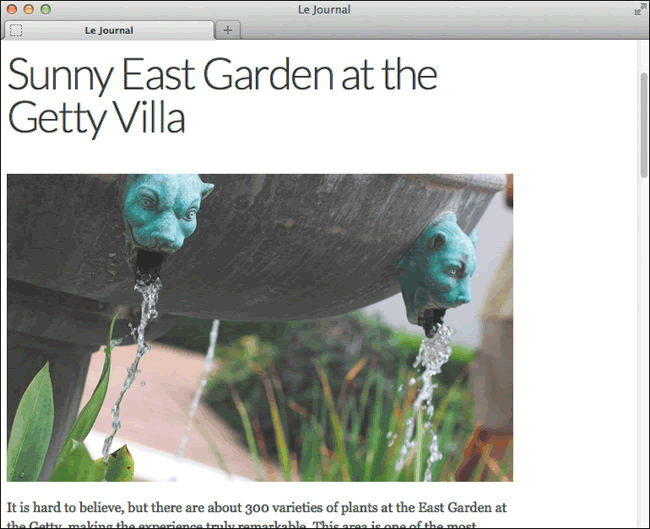 Le Journal
Le Journal
Sunny East Garden at the
Getty Villa
It is hard to believe, but there are about 300 varieties of plants at the East Garden at
the Getty, making the experience truly remarkable. This area is one of the most